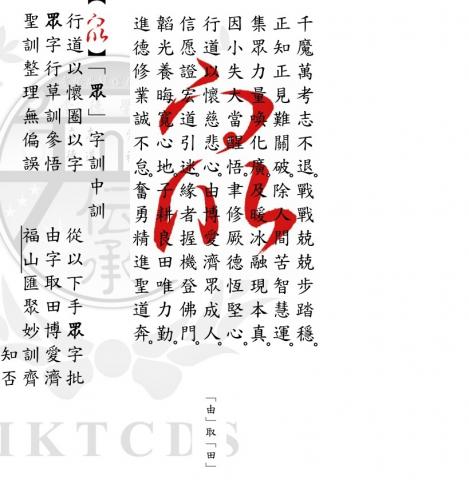 千魔萬考志不退。戰戰兢兢步踏穩。
正知正見難關破。除人間苦智慧運。
集眾力量喚化廣。及暖冰融現本真。
因小失大當醒悟。聿修厥德恆堅心。
行道以懷慈悲心。由博愛濟眾成人。
信愿證宏道引迷。緣者握機登佛門。
韜光養晦寬心地。子耕良田唯力勤。
進德修業誠不怠。奮勇精進聖道奔。
「由」取「田」
【】「眾」字訓中訓
行道以懷圈以字 從以下手眾字批
眾字行草訓參悟 由字取田博愛濟
聖訓整理無偏誤 福山匯聚妙訓齊
知否
IKTCDS